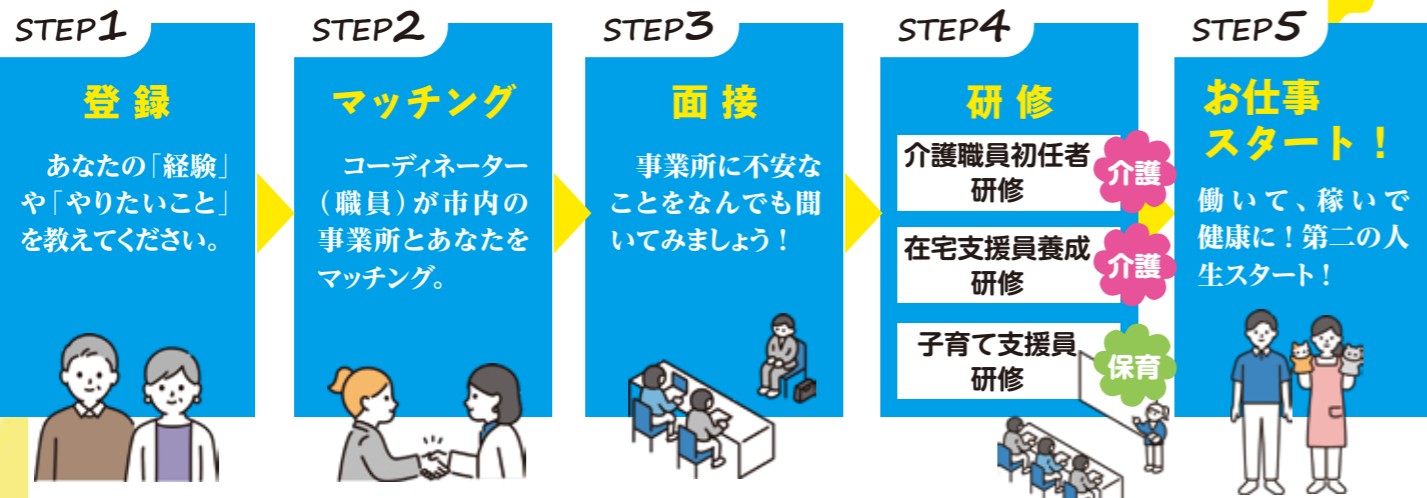 STEP1
登録
あなたの「経験」
や「やりたいこと」
を教えてください。
STEP2
マッチング
コーディネーター
(職員)が市内の
事業所とあなたを
マッチング。
STEP3
面接
事業所に不安な
ことをなんでも聞
いてみましょう!
STEP4
研修
介護職員初任者
研修
介護
在宅支援員養成
研修
介護
子育て支援員
研修
保育
STEP5
お仕事
スタート!
働いて、稼いで
健康に!第二の人
生スタート!